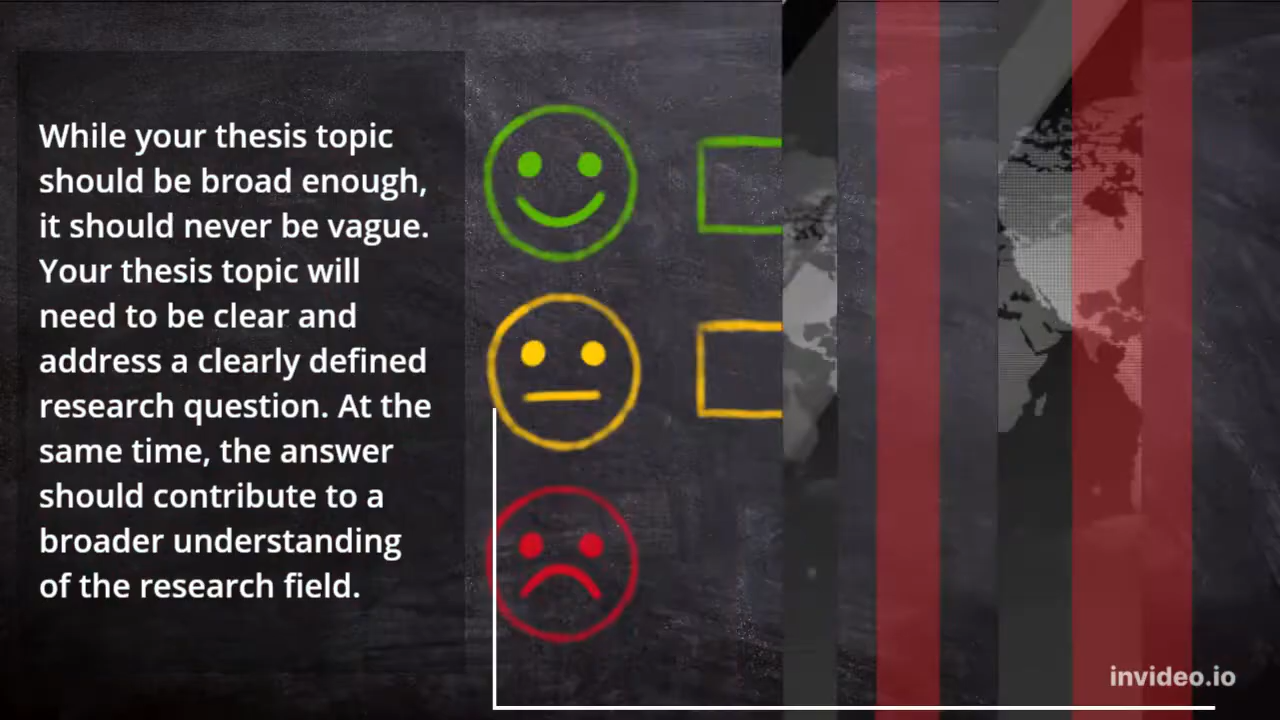 While your thesis topic
should be broad enough,
it should never be vague.
Your thesis topic will
need to be clear and
address a clearly defined
research question. At the
same time, the answer
should contribute to a
broader understanding
of the research field.
invideo.io